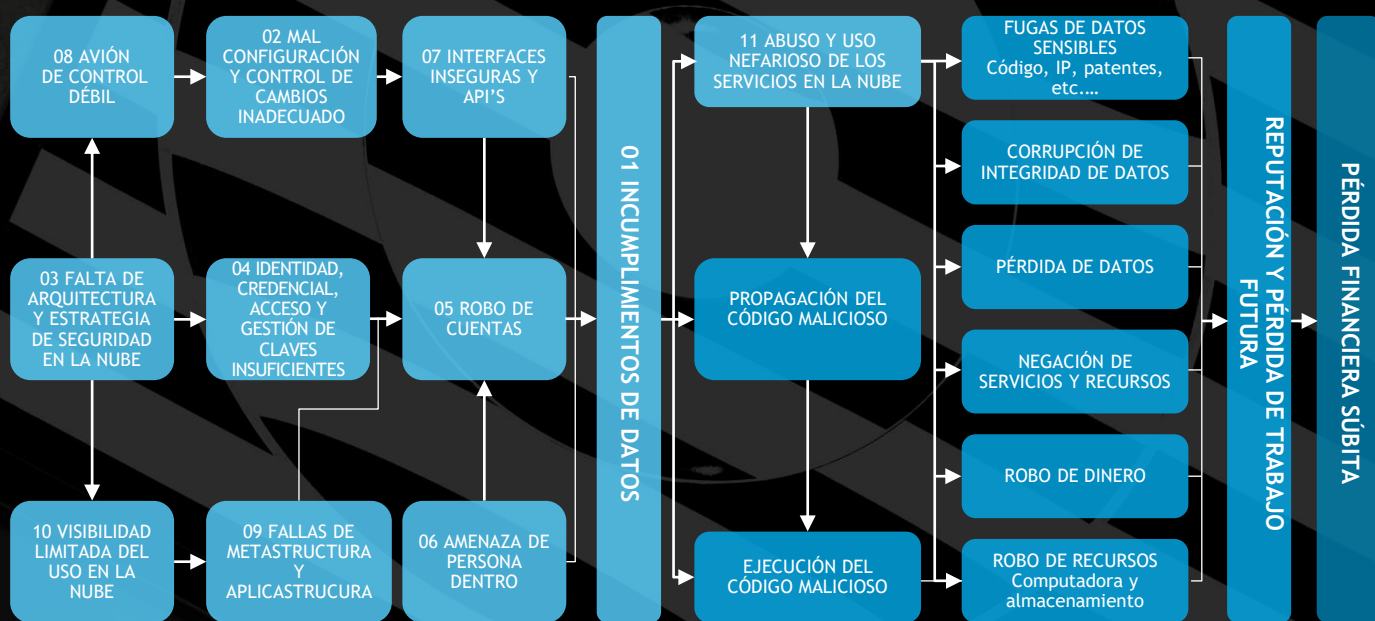 08 AVIÓN
DE CONTROL
DÉBIL
02 MAL
CONFIGURACIÓN
Y CONTROL DE
CAMBIOS
INADECUADO
07 INTERFACES
INSEGURAS Y
API'S
03 FALTA DE
ARQUITECTURA
Y ESTRATEGIA
DE SEGURIDAD
EN LA NUBE
04 IDENTIDAD,
CREDENCIAL,
ACCESO Y
GESTIÓN DE
CLAVES
INSUFICIENTES
05 ROBO DE
CUENTAS
10 VISIBILIDAD
LIMITADA DEL
USO EN LA
NUBE
09 FALLAS DE
METASTRUCTURA
Y
APLICASTRUCURA
06 AMENAZA DE
PERSONA
DENTRO
01 INCUMPLIMIENTOS DE DATOS
11 ABUSO Y USO
NEFARIOSO DE LOS
SERVICIOS EN LA NUBE
PROPAGACIÓN DEL
CÓDIGO MALICIOSO
EJECUCIÓN DEL
CÓDIGO MALICIOSO
FUGAS DE DATOS
SENSIBLES
Código, IP, patentes,
etc.…
CORRUPCIÓN DE
INTEGRIDAD DE DATOS
PÉRDIDA DE DATOS
NEGACIÓN DE
SERVICIOS Y RECURSOS
ROBO DE DINERO
ROBO DE RECURSOS
Computadora y
almacenamiento
REPUTACIÓN Y PÉRDIDA DE TRABAJO
FUTURA
PÉRDIDA FINANCIERA SÚBITA